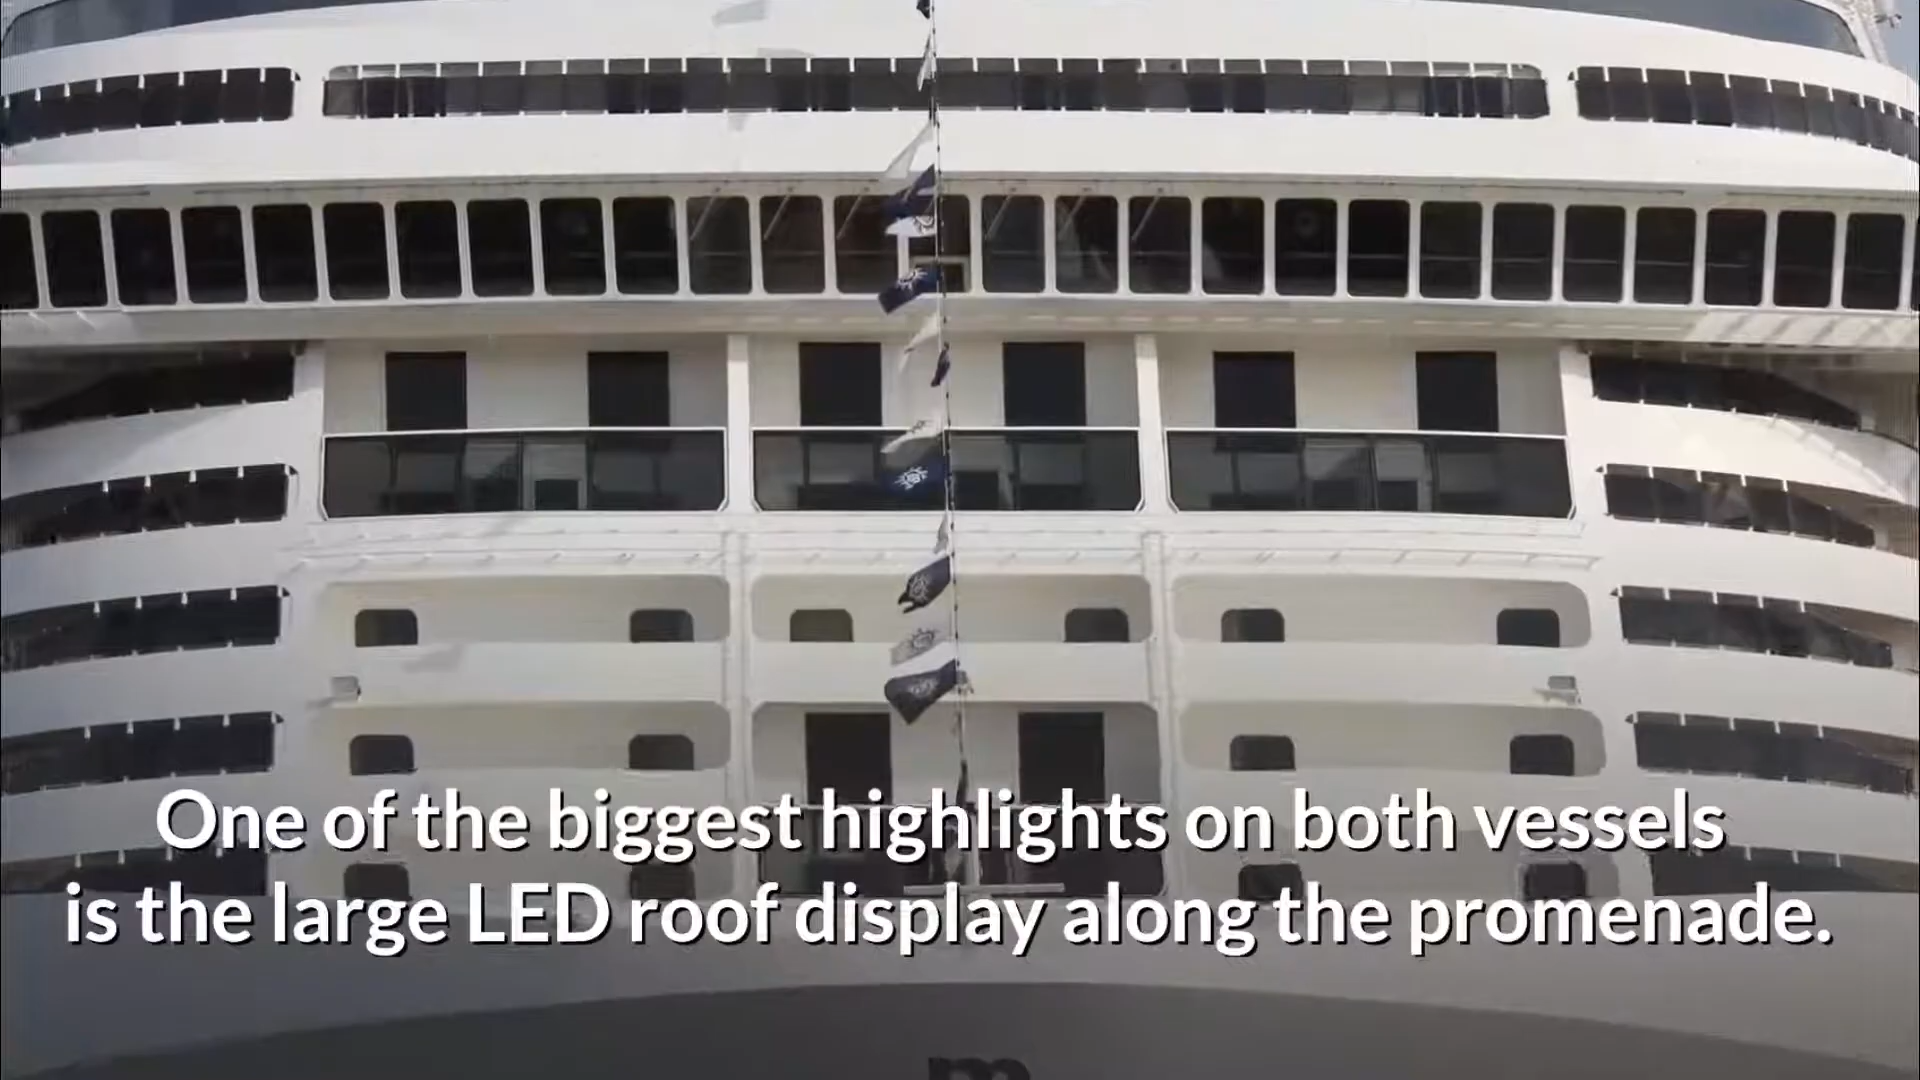 One of the biggest highlights on both vessels
is the large LED roof display along the promenade.
m